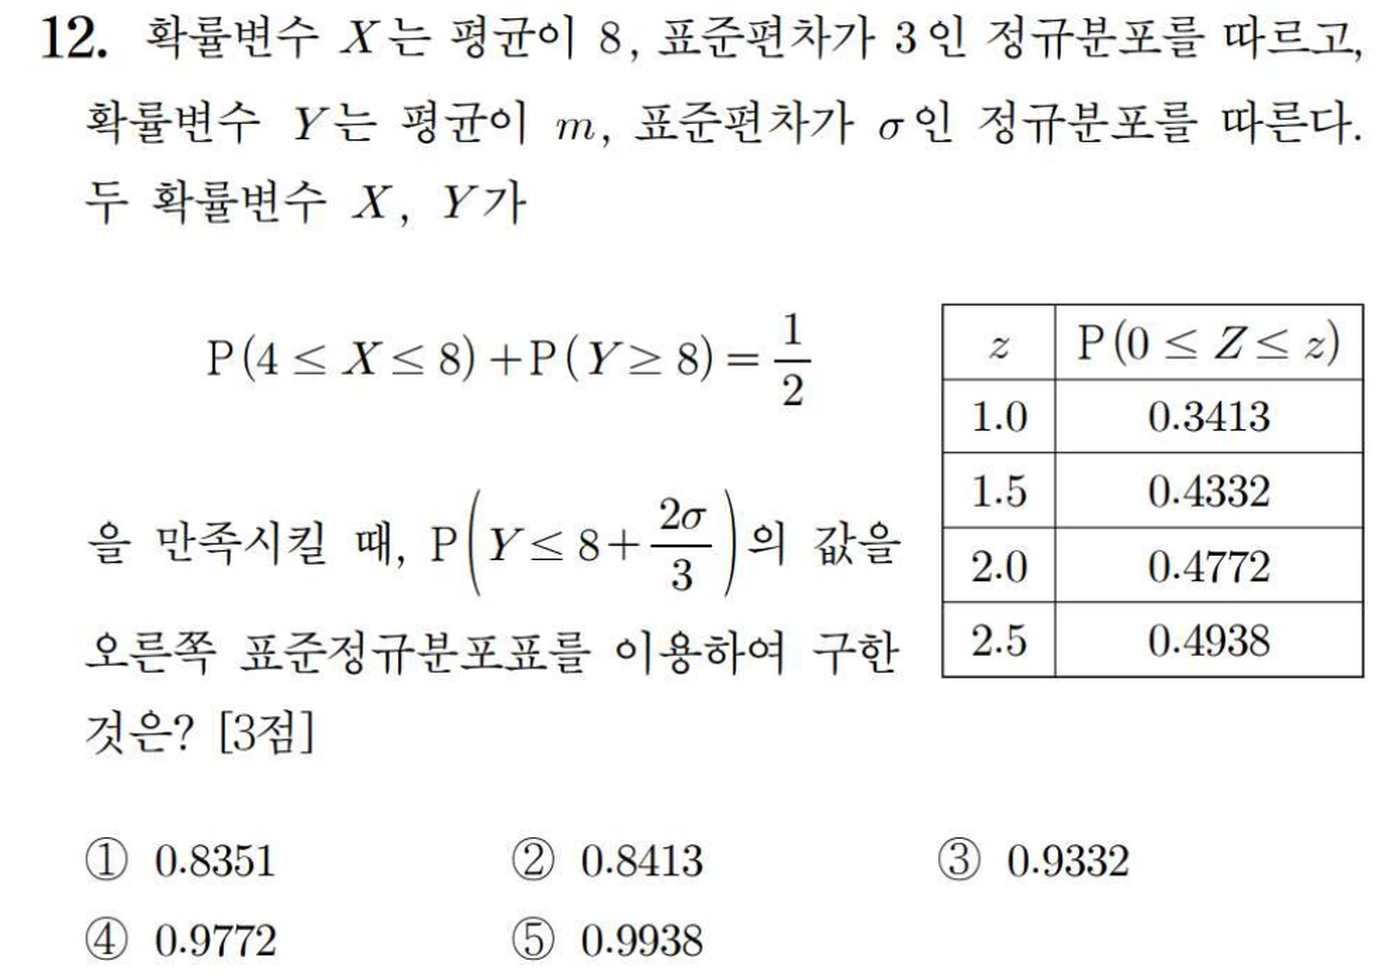 12. 확률변수 X는 평균이 8, 표준편차가 3인 정규분포를 따르고,
확률변수 Y는 평균이 m, 표준편차가 σ인 정규분포를 따른다.
두 확률변수 X, Y가
P(4 ≤ X ≤ 8) + P(Y ≥ 8) = 1/2
을 만족시킬 때, P(Y ≤ 8 + 2σ/3)의 값을
오른쪽 표준정규분포표를 이용하여 구한
것은? [3점]
z P(0 ≤ Z ≤ z)
1.0 0.3413
1.5 0.4332
2.0 0.4772
2.5 0.4938
① 0.8351 ② 0.8413 ③ 0.9332
④ 0.9772 ⑤ 0.9938